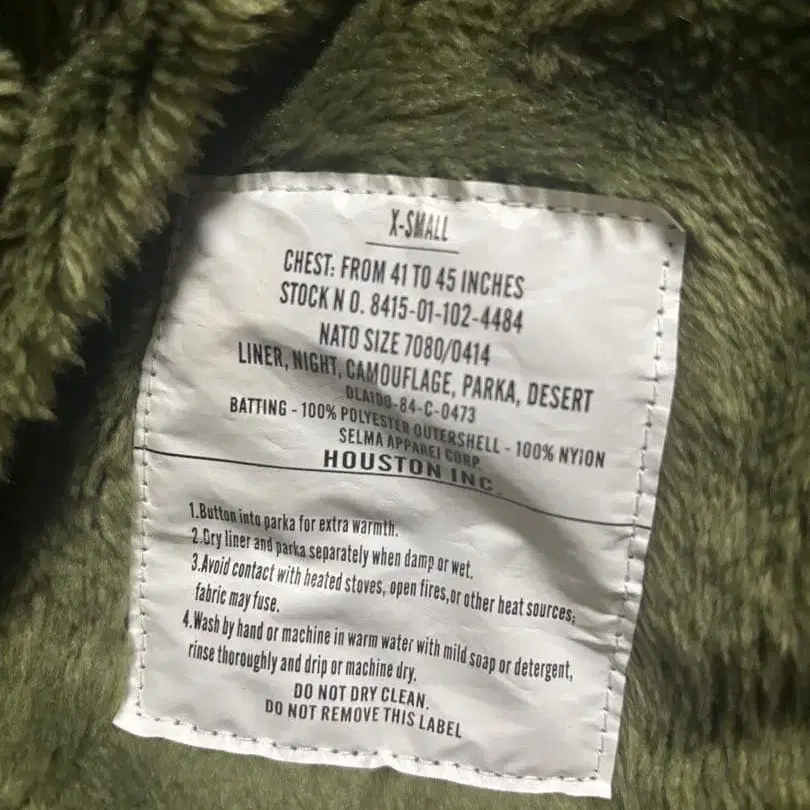 X-SMALL
CHEST: FROM 41 TO 45 INCHES
STOCK N O. 8415-01-102-4484
NATO SIZE 7080/0414
LINER, NIGHT, CAMOUFLAGE, PARKA, DESERT
DLA100-84-C-0473
BATTING - 100% POLYESTER OUTERSHELL - 100% NYION
SELMA APPAREI CORP.
HOUSTON INC.
1.Button into parka for extra warmth.
2.Dry liner and parka separately when damp or wet.
3.Avoid contact with heated stoves, open fires,or other heat sources;
fabric may fuse.
4.Wash by hand or machine in warm water with mild soap or detergent,
rinse thoroughly and drip or machine dry.
DO NOT DRY CLEAN.
DO NOT REMOVE THIS LABEL